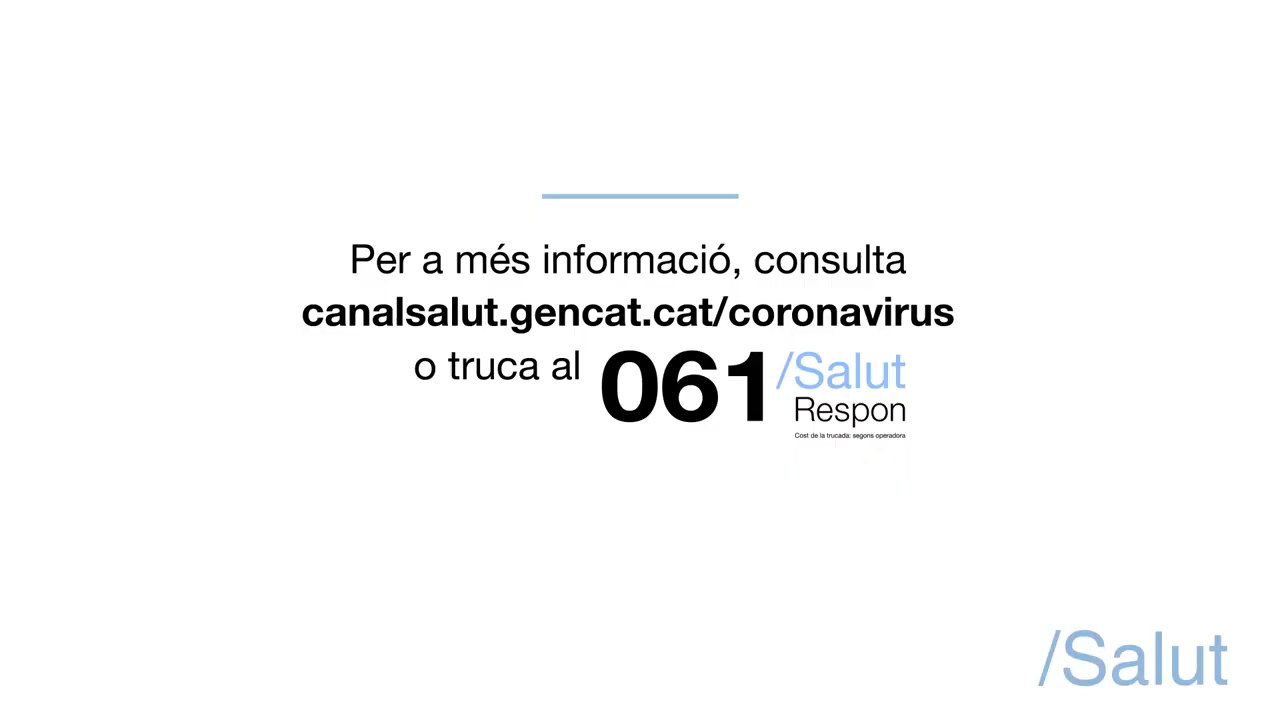 Per a més informació, consulta
canalsalut.gencat.cat/coronavirus
o truca al 061 /Salut
Respon
Cost de la trucada: segons operadora
/Salut